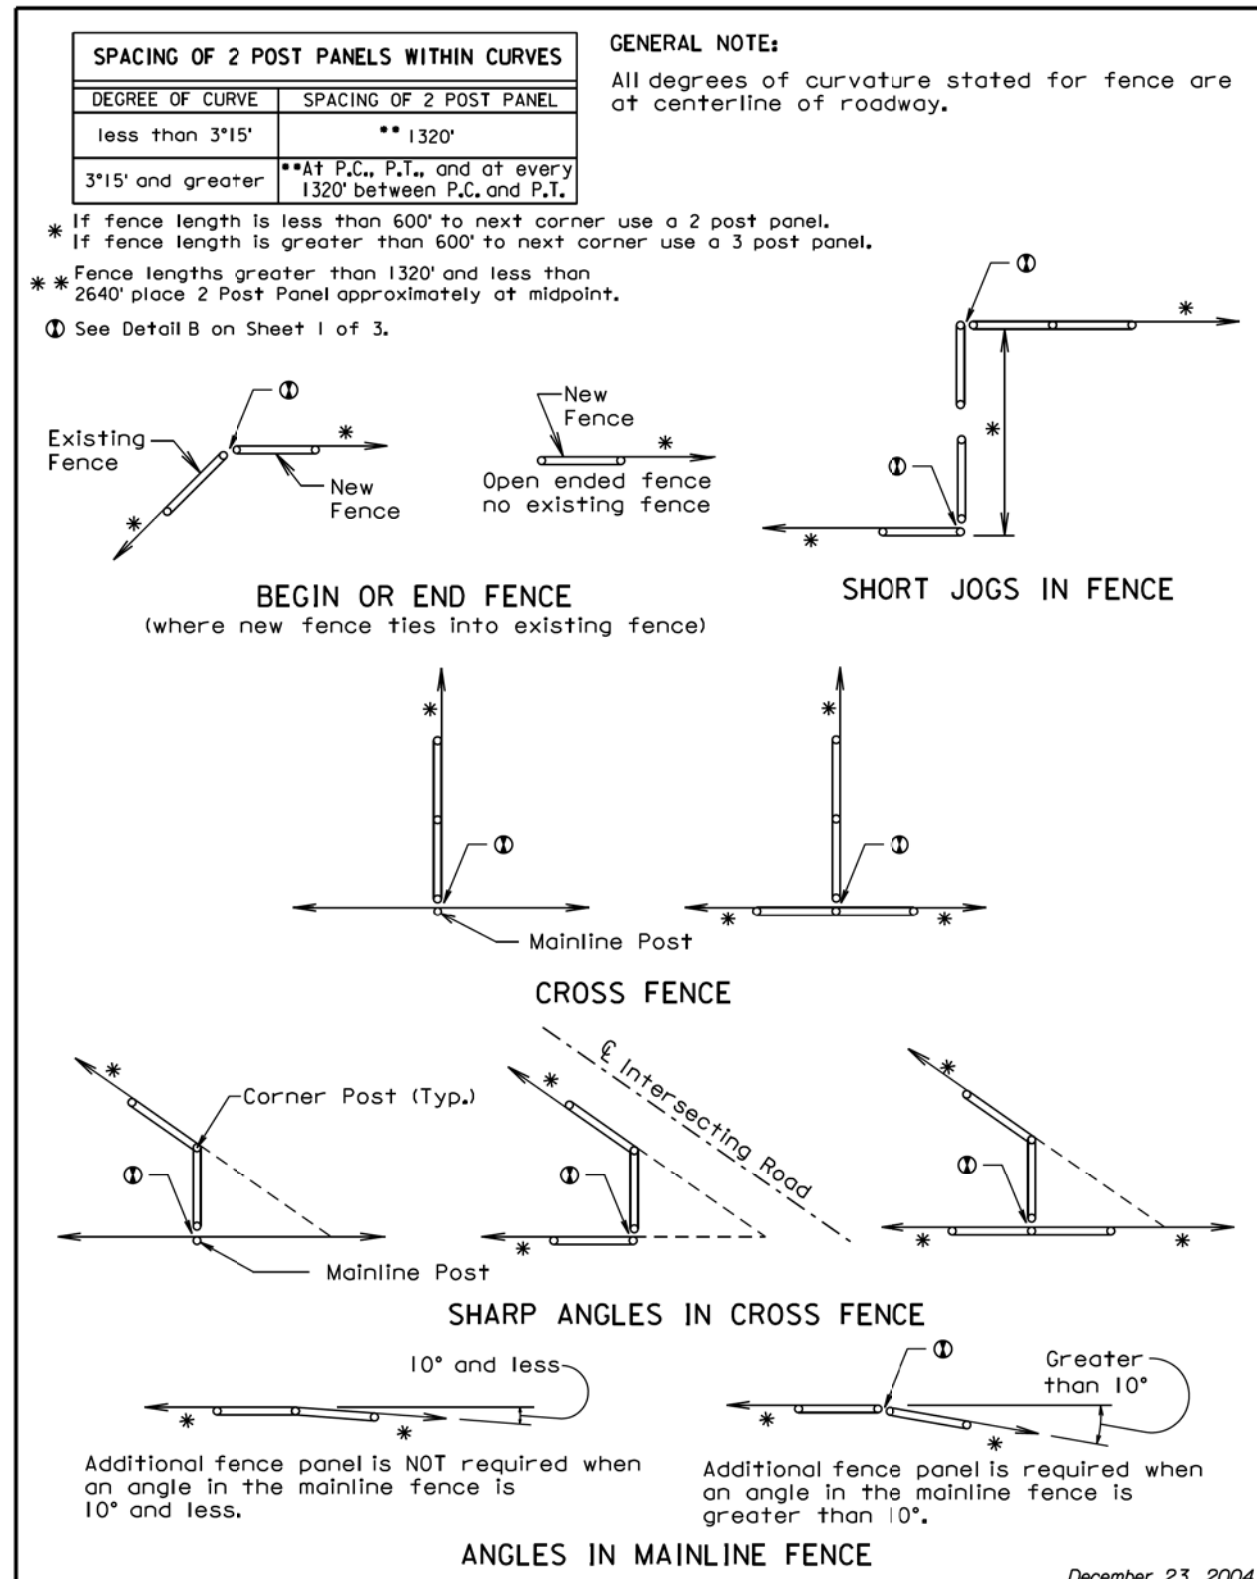 SPACING OF 2 POST PANELS WITHIN CURVES
DEGREE OF CURVE SPACING OF 2 POST PANEL
less than 3°15' ** 1320'
3°15' and greater **At P.C., P.T., and at every
1320' between P.C. and P.T.
GENERAL NOTE:
All degrees of curvature stated for fence are
at centerline of roadway.
* If fence length is less than 600' to next corner use a 2 post panel.
If fence length is greater than 600' to next corner use a 3 post panel.
** Fence lengths greater than 1320' and less than
2640' place 2 Post Panel approximately at midpoint.
① See Detail B on Sheet 1 of 3.
①
*
Existing
Fence
*
New
Fence
*
New
Fence
*
Open ended fence
no existing fence
①
*
*
①
*
BEGIN OR END FENCE
(where new fence ties into existing fence)
SHORT JOGS IN FENCE
*
①
Mainline Post
*
①
*
*
CROSS FENCE
*
Corner Post (Typ.)
①
Mainline Post
*
①
*
℄ Intersecting Road
*
①
*
*
SHARP ANGLES IN CROSS FENCE
10° and less
*
*
Additional fence panel is NOT required when
an angle in the mainline fence is
10° and less.
①
Greater
than 10°
*
*
Additional fence panel is required when
an angle in the mainline fence is
greater than 10°.
ANGLES IN MAINLINE FENCE
December 23, 2004